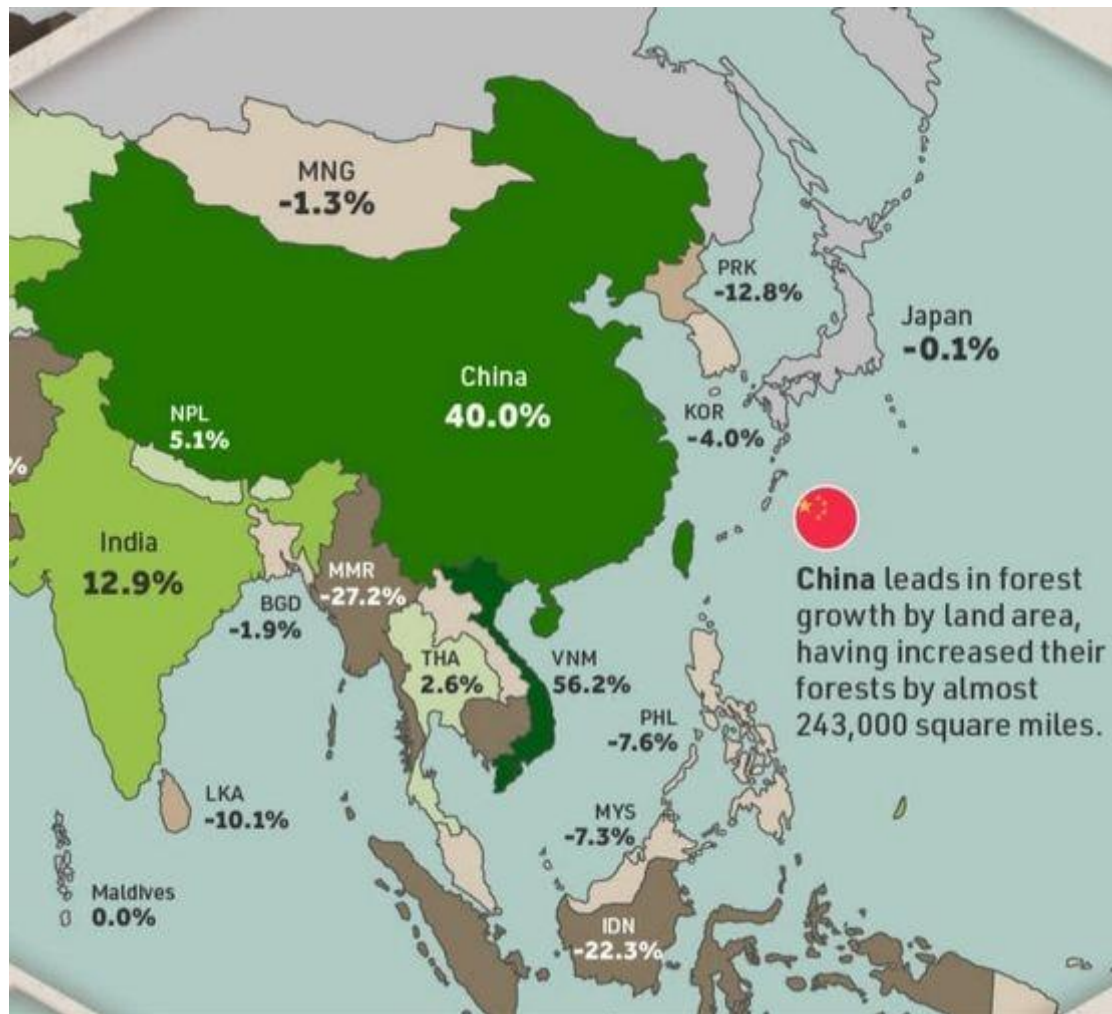 MNG
-1.3%
PRK
-12.8%
Japan
-0.1%
China
40.0%
KOR
-4.0%
NPL
5.1%
%
India
12.9%
MMR
-27.2%
BGD
-1.9%
THA
2.6%
VNM
56.2%
China leads in forest
growth by land area,
having increased their
forests by almost
243,000 square miles.
PHL
-7.6%
LKA
-10.1%
MYS
-7.3%
Maldives
0.0%
IDN
-22.3%